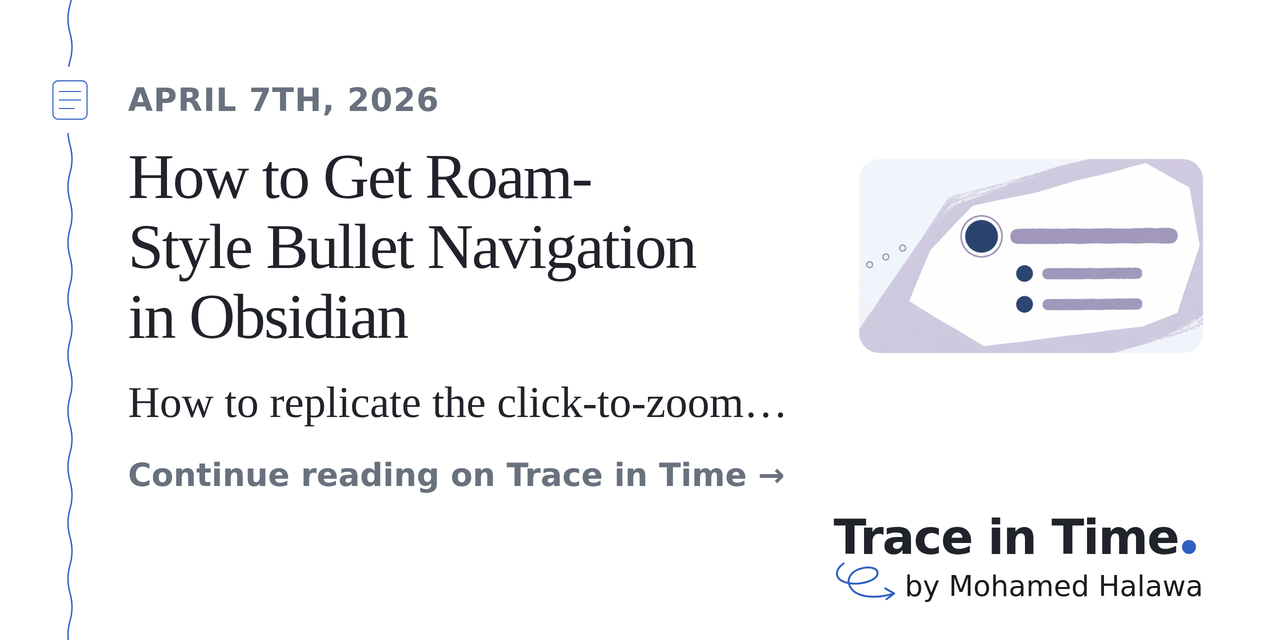 APRIL 7TH, 2026
How to Get Roam-
Style Bullet Navigation
in Obsidian
How to replicate the click-to-zoom…
Continue reading on Trace in Time →
Trace in Time.
by Mohamed Halawa